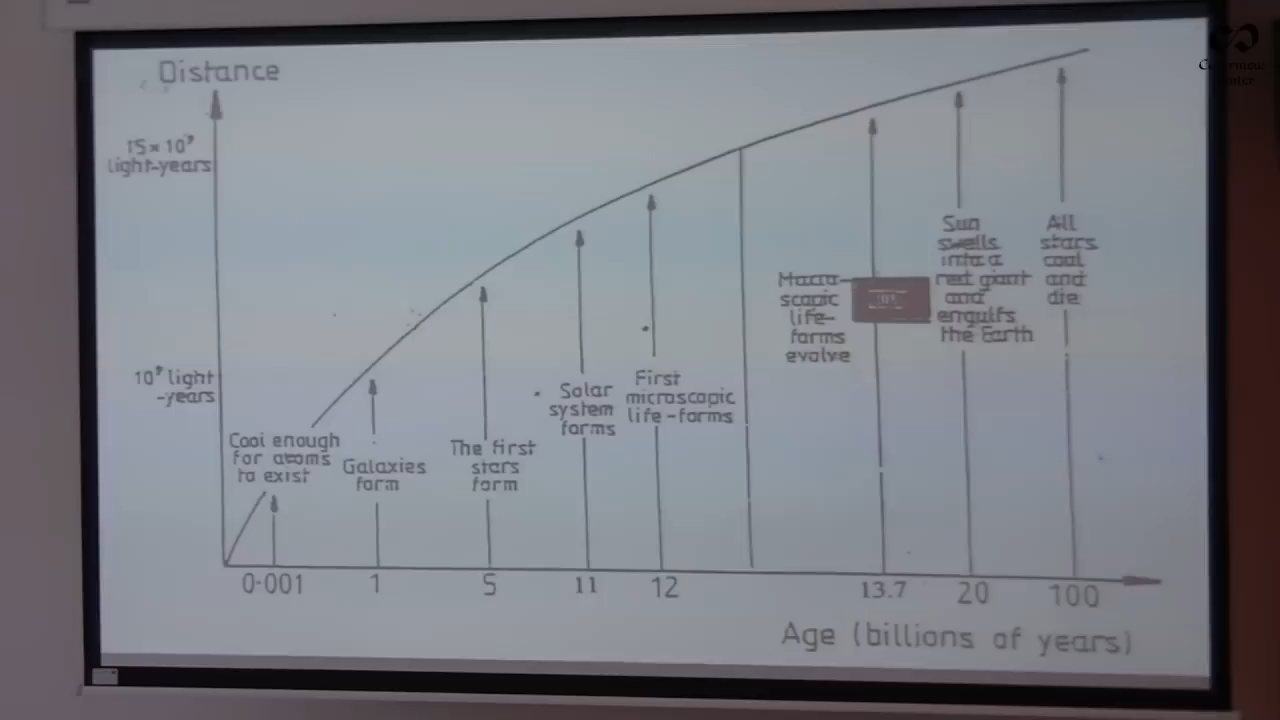 Distance
15×10⁹
light-years
10⁹ light
-years
Cool enough
for atoms
to exist
Galaxies
form
The first
stars
form
Solar
system
forms
First
microscopic
life-forms
Macro-
scopic
life-
forms
evolve
Sun
swells
into a
red giant
and
engulfs
the Earth
All
stars
cool
and
die
0·001
1
5
11
12
13.7
20
100
Age (billions of years)